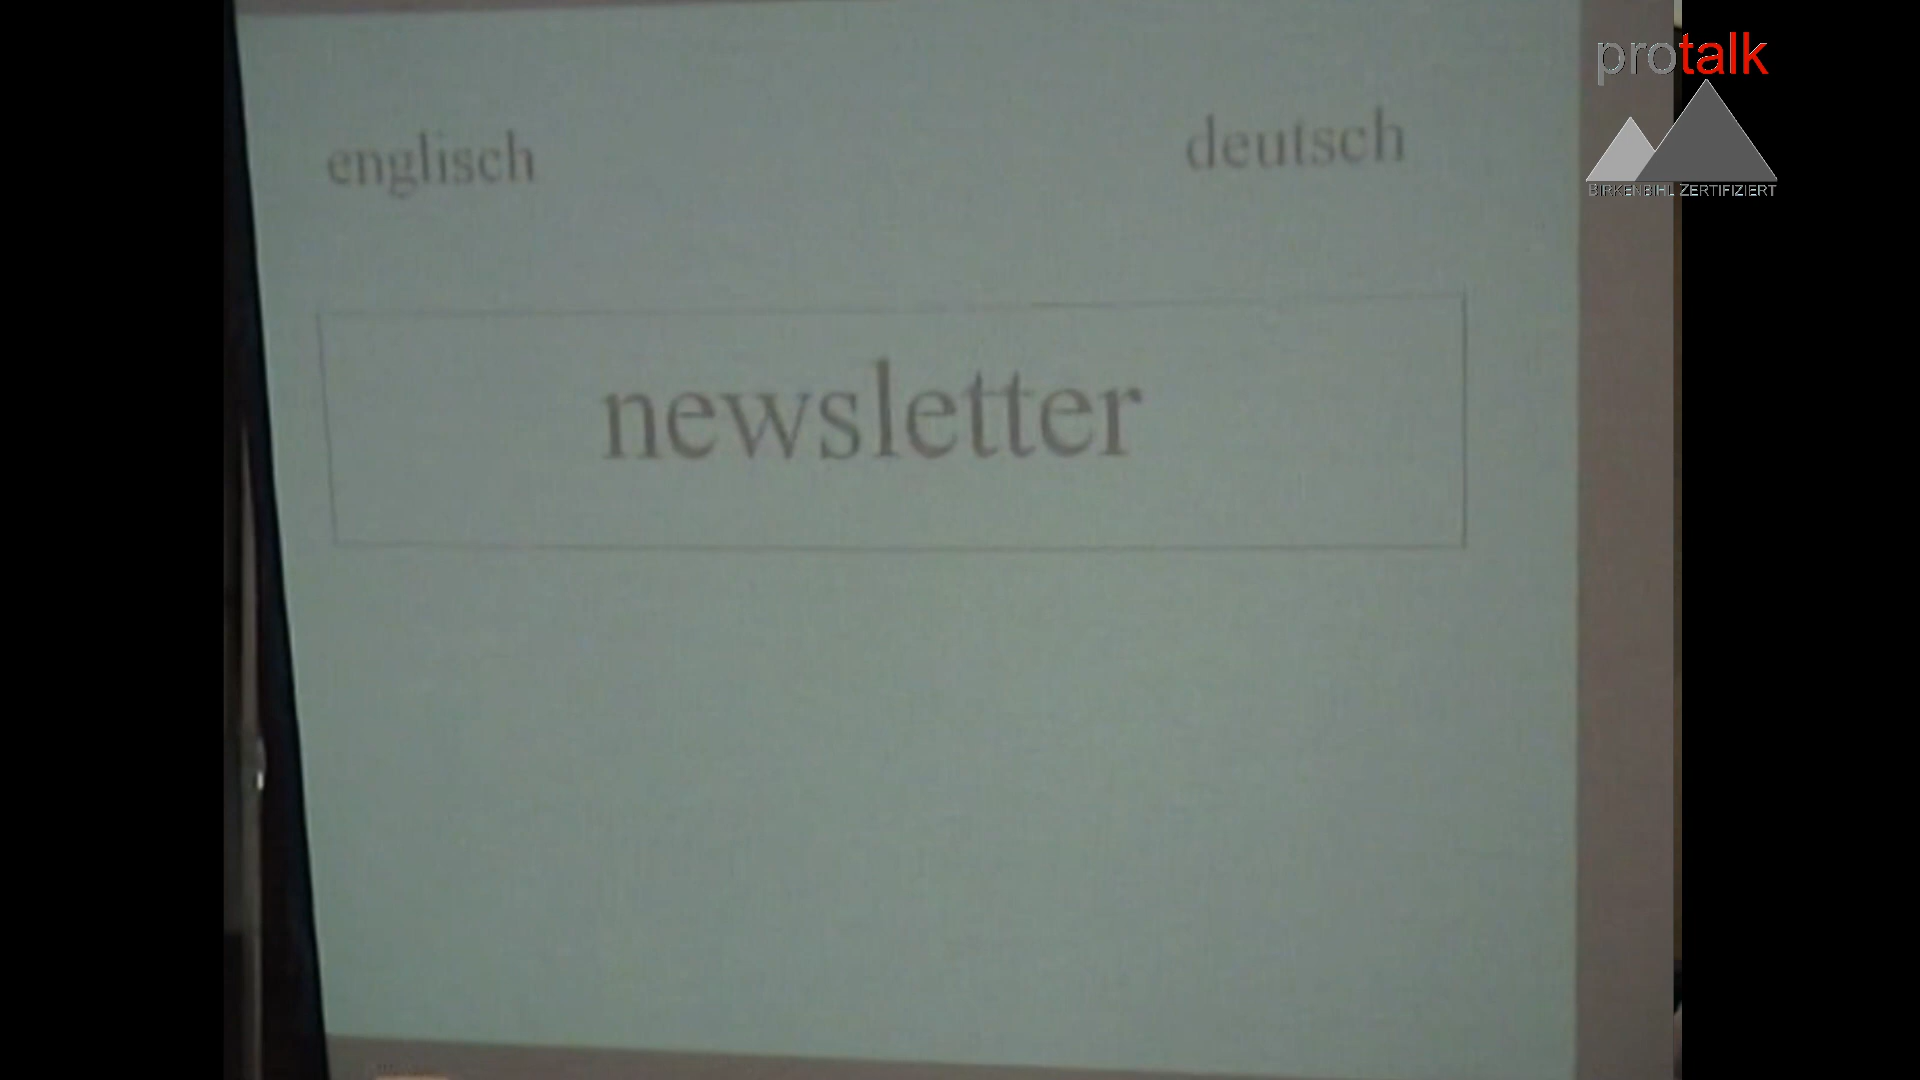 protalk
BIRKENBIHL ZERTIFIZIERT
englisch
deutsch
newsletter